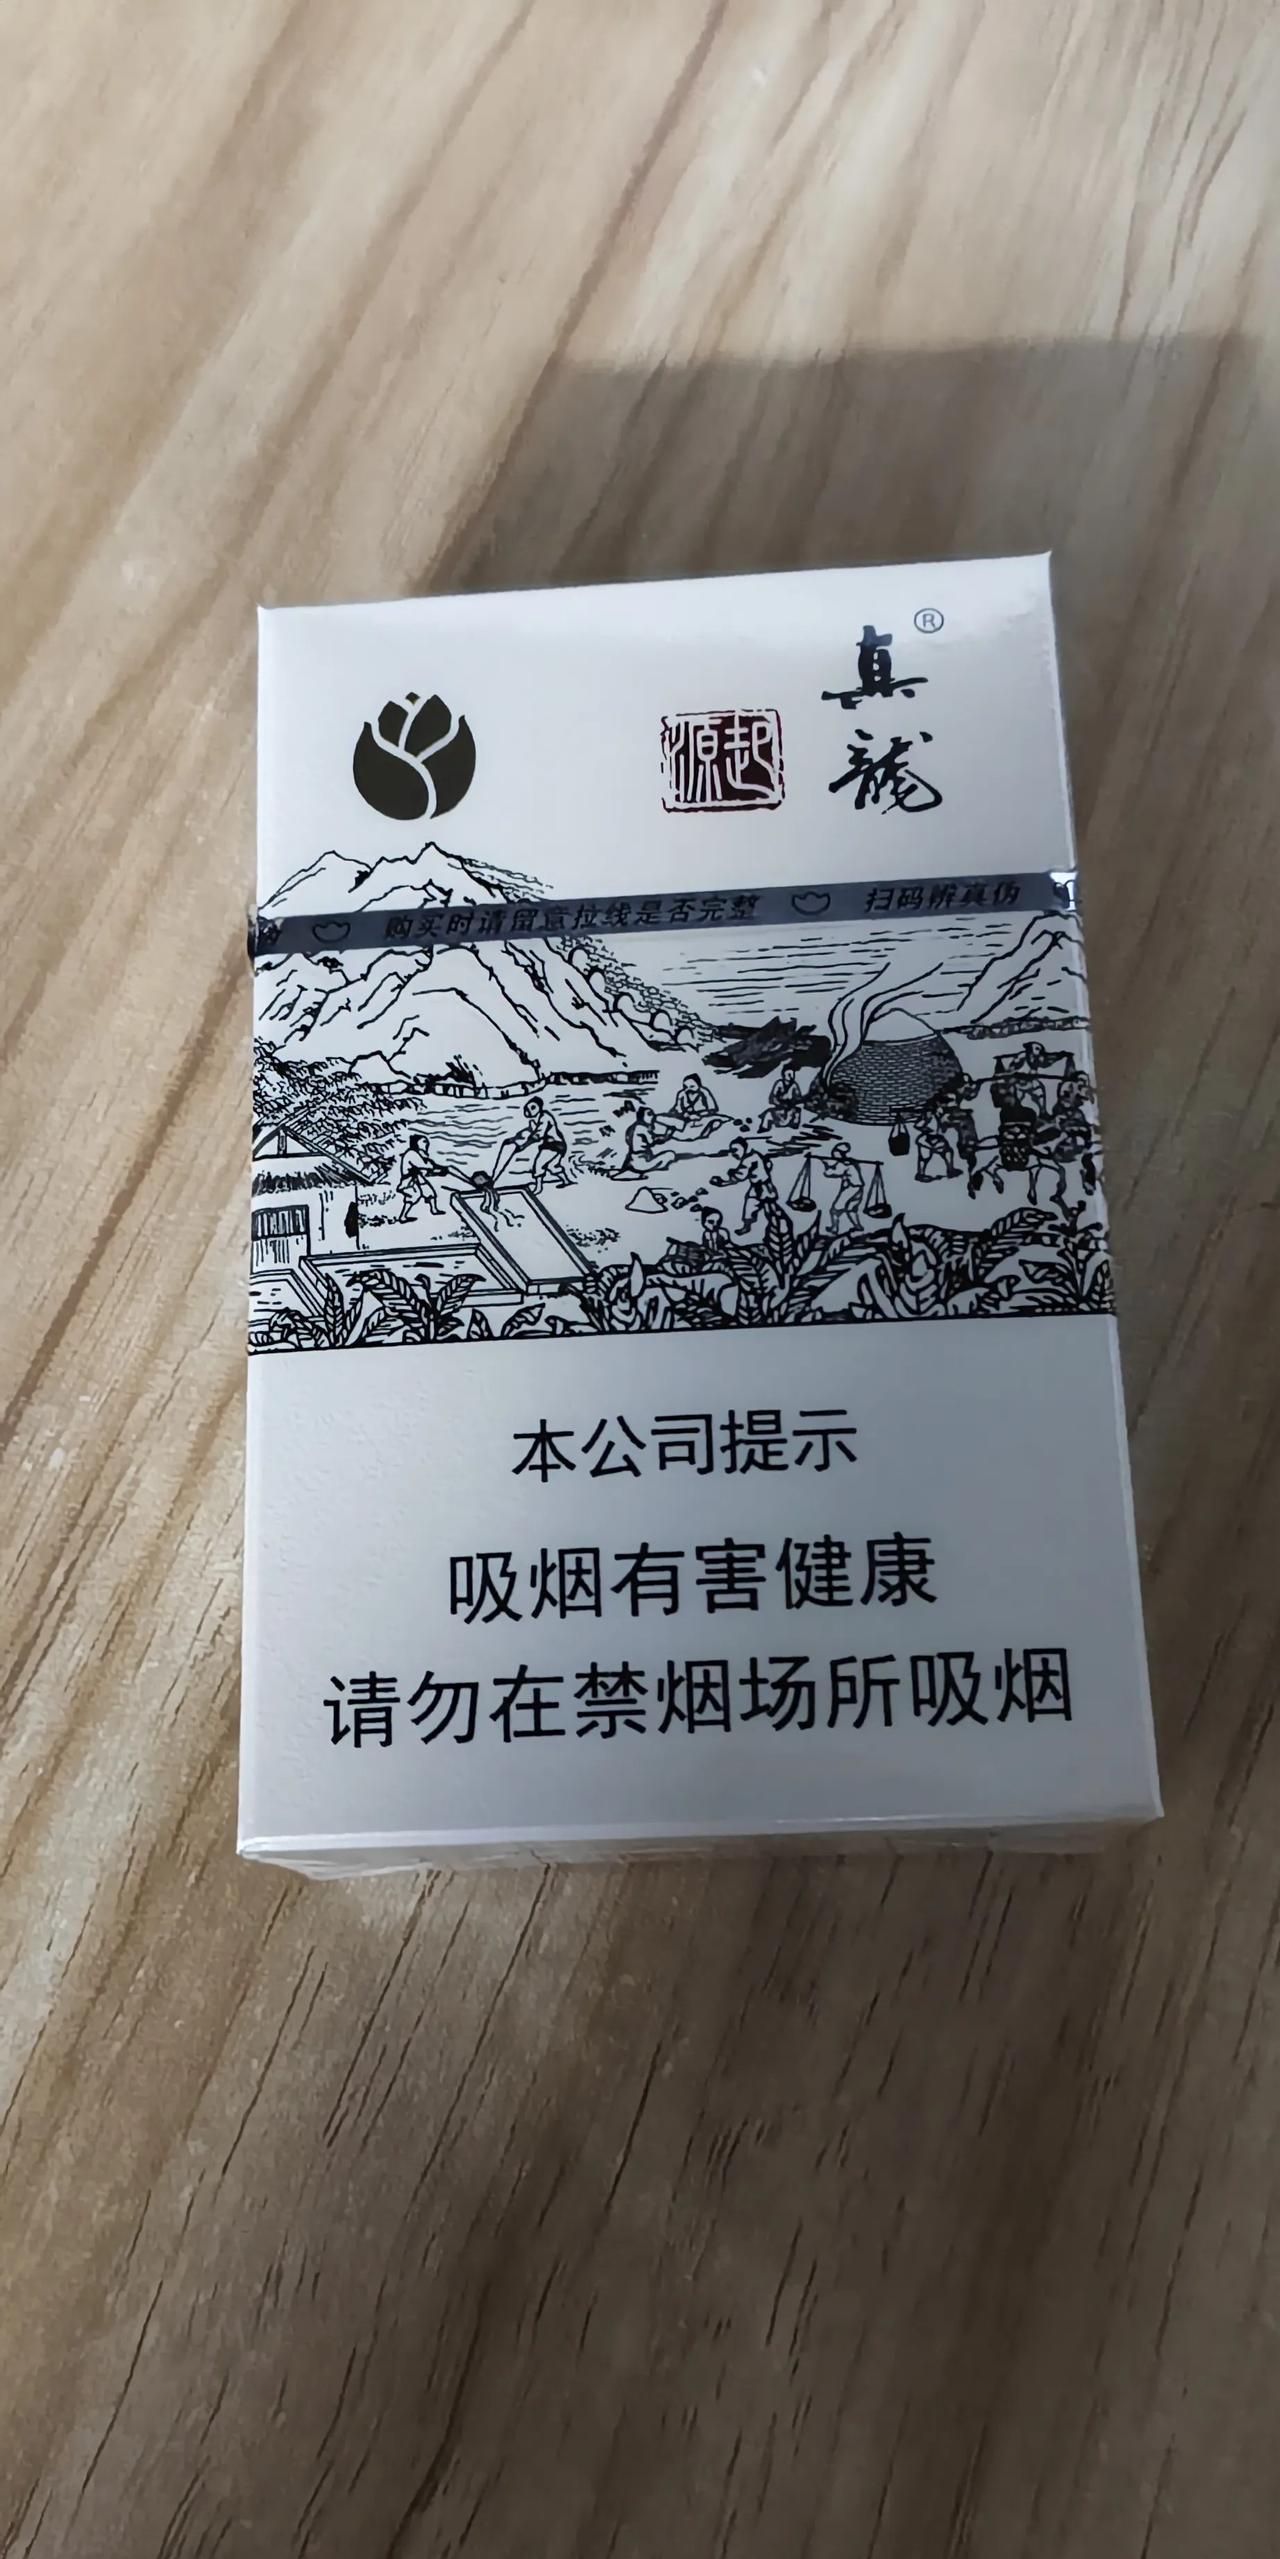 真龍®
起源
购买时请留意拉线是否完整 扫码辨真伪
本公司提示
吸烟有害健康
请勿在禁烟场所吸烟